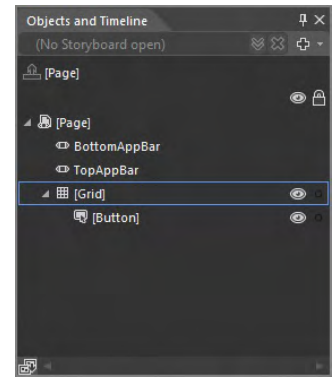 Objects and Timeline
(No Storyboard open)
[Page]
[Page]
BottomAppBar
TopAppBar
[Grid]
[Button]